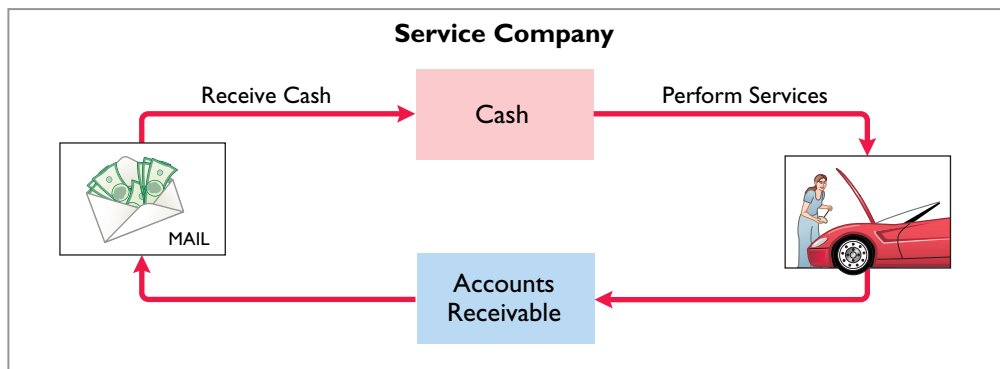 Service Company
Receive Cash
Cash
Perform Services
MAIL
Accounts
Receivable